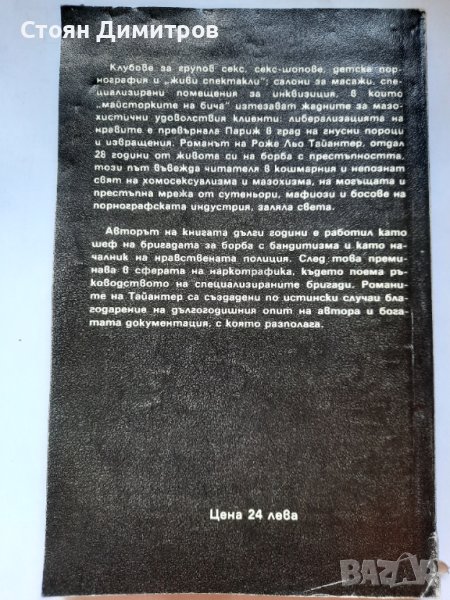 Стоян Димитров
Клубове за групов секс, секс-шопове, детска пор-
нография и „живи спектакли"; салони за масажи, спе-
циализирани помещения за инквизиция, в които
„майсторките на бича" изтезават жадните за мазо-
хистични удоволствия клиенти: либерализацията на
нравите е превърнала Париж в град на гнусни пороци
и извращения. Романът на Роже Льо Тайантер, отдал
28 години от живота си на борба с престъпността,
този път въвежда читателя в кошмарния и непознат
свят на хомосексуализма и мазохизма, на могъщата и
престъпна мрежа от сутеньори, мафиози и босове на
порнографската индустрия, заляла света.
Авторът на книгата дълги години е работил като
шеф на бригадата за борба с бандитизма и като на-
чалник на нравствената полиция. След това преми-
нава в сферата на наркотрафика, където поема ръ-
ководството на специализираните бригади. Романи-
те на Тайантер са създадени по истински случаи бла-
годарение на дългогодишния опит на автора и бога-
тата документация, с която разполага.
Цена 24 лева
BAZAR